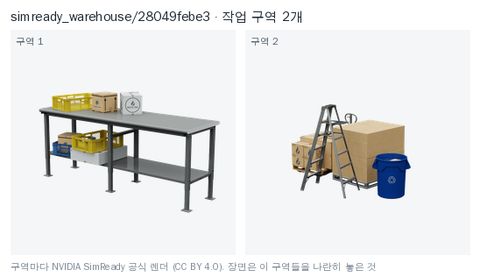 simready_warehouse/28049febe3 · 작업 구역 2개
구역 1
구역 2
구역마다 NVIDIA SimReady 공식 렌더 (CC BY 4.0). 장면은 이 구역들을 나란히 놓은 것